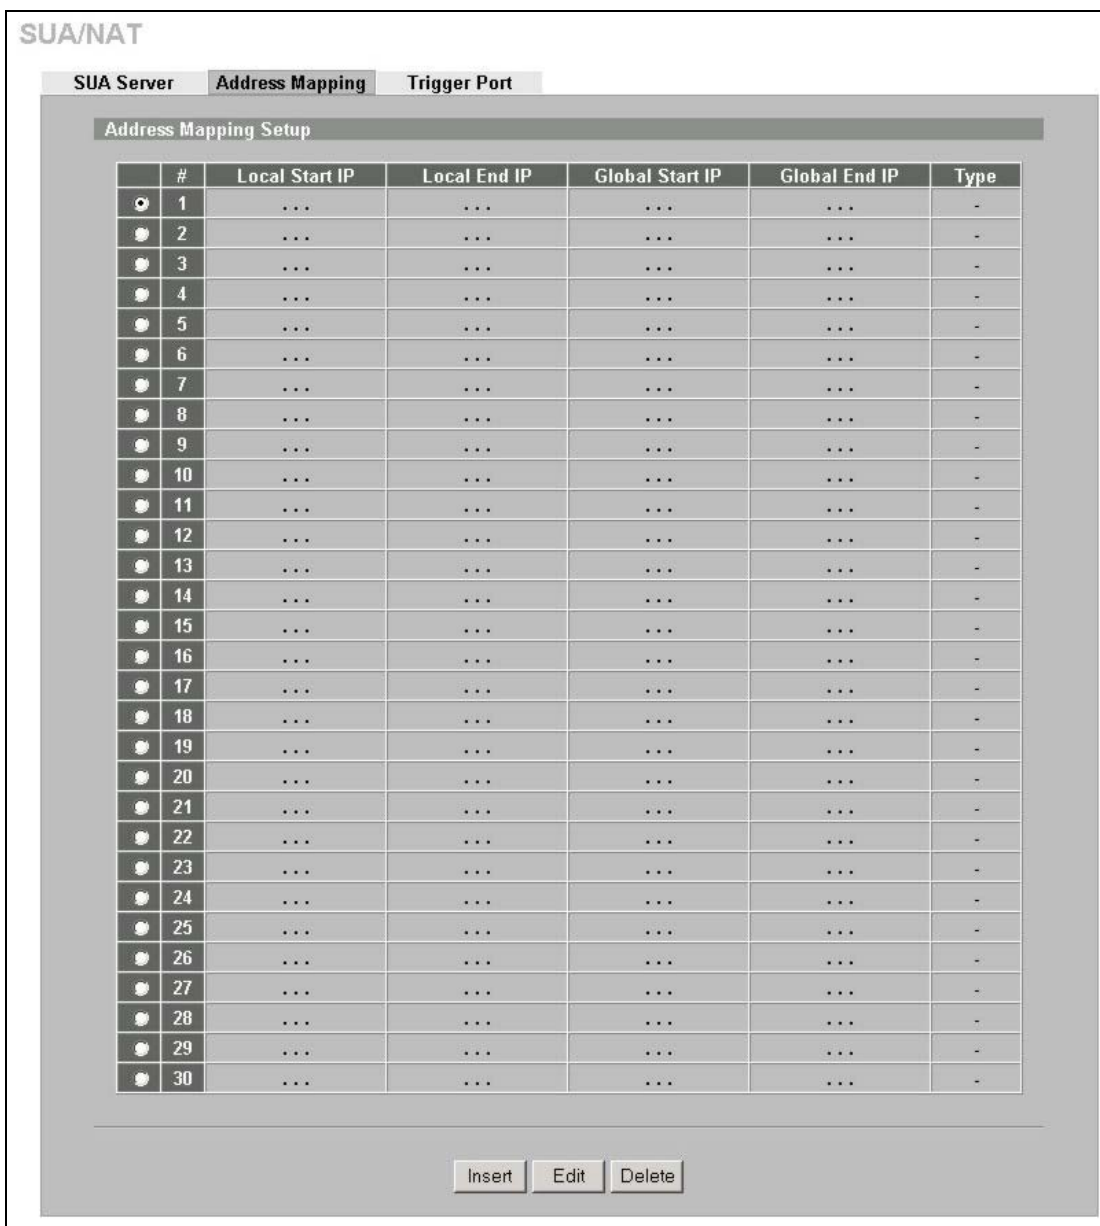 SUA/NAT
SUA Server Address Mapping Trigger Port
Address Mapping Setup
# Local Start IP Local End IP Global Start IP Global End IP Type
1 ... ... ... ... -
2 ... ... ... ... -
3 ... ... ... ... -
4 ... ... ... ... -
5 ... ... ... ... -
6 ... ... ... ... -
7 ... ... ... ... -
8 ... ... ... ... -
9 ... ... ... ... -
10 ... ... ... ... -
11 ... ... ... ... -
12 ... ... ... ... -
13 ... ... ... ... -
14 ... ... ... ... -
15 ... ... ... ... -
16 ... ... ... ... -
17 ... ... ... ... -
18 ... ... ... ... -
19 ... ... ... ... -
20 ... ... ... ... -
21 ... ... ... ... -
22 ... ... ... ... -
23 ... ... ... ... -
24 ... ... ... ... -
25 ... ... ... ... -
26 ... ... ... ... -
27 ... ... ... ... -
28 ... ... ... ... -
29 ... ... ... ... -
30 ... ... ... ... -
Insert Edit Delete